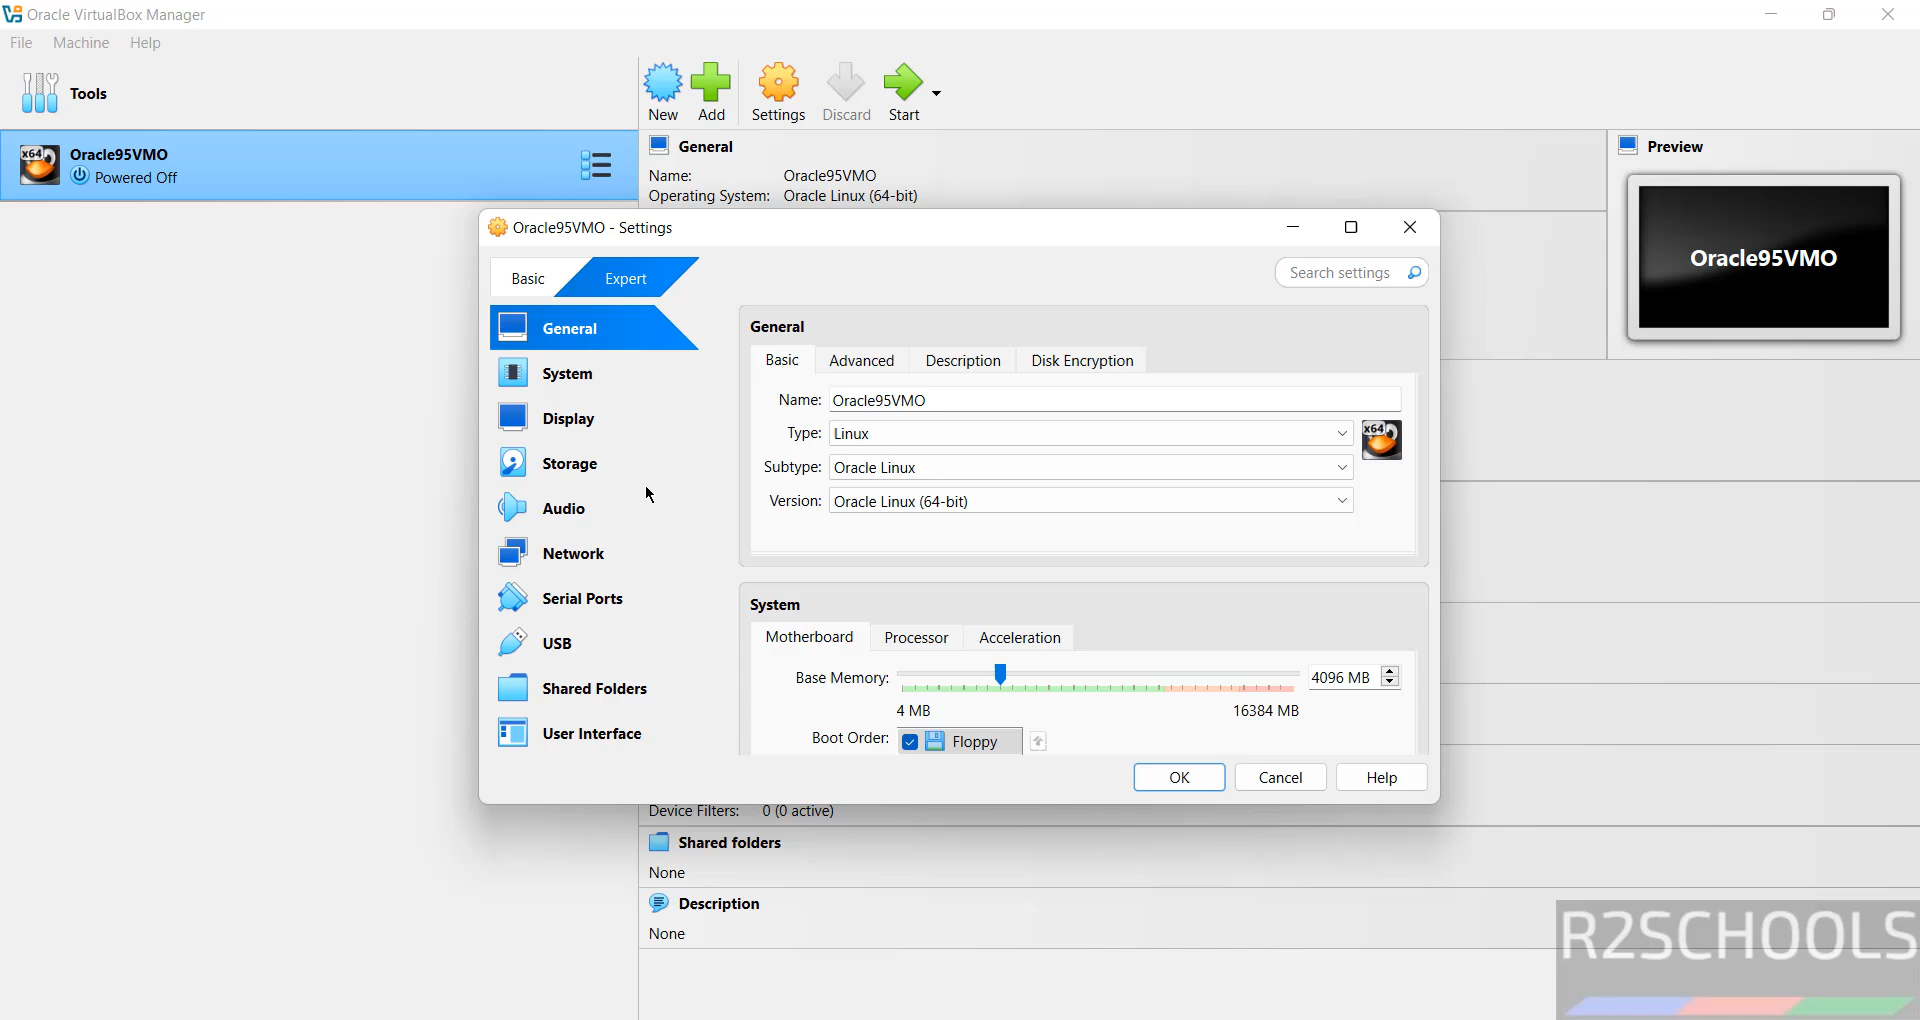 Oracle VirtualBox Manager
File Machine Help
Tools
New Add Settings Discard Start
x64 Oracle95VMO
Powered Off
General
Name: Oracle95VMO
Operating System: Oracle Linux (64-bit)
Preview
Oracle95VMO
Oracle95VMO - Settings
Basic Expert
Search settings
General
System
Display
Storage
Audio
Network
Serial Ports
USB
Shared Folders
User Interface
General
Basic Advanced Description Disk Encryption
Name: Oracle95VMO
Type: Linux
x64
Subtype: Oracle Linux
Version: Oracle Linux (64-bit)
System
Motherboard Processor Acceleration
Base Memory: 4096 MB
4 MB 16384 MB
Boot Order: Floppy
OK Cancel Help
Device Filters: 0 (0 active)
Shared folders
None
Description
None
R2SCHOOLS